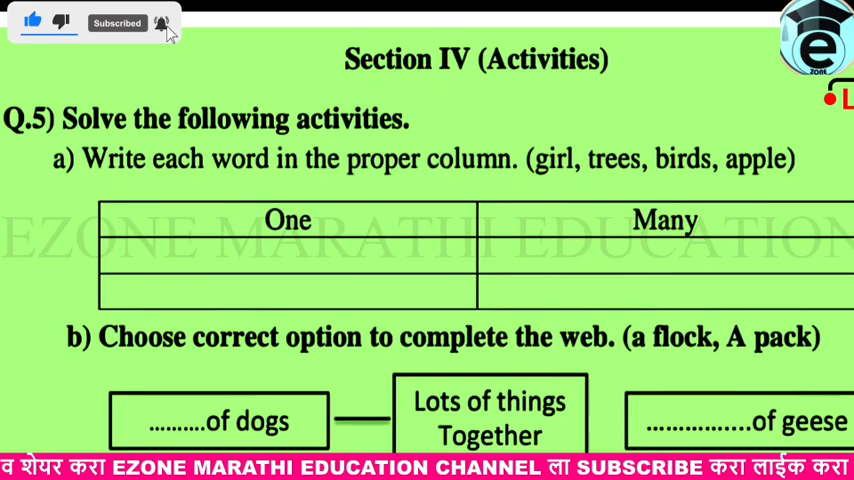 Subscribed
e
ZONE
L
Section IV (Activities)
Q.5) Solve the following activities.
a) Write each word in the proper column. (girl, trees, birds, apple)
One Many
EZONE MARATHI EDUCATION
b) Choose correct option to complete the web. (a flock, A pack)
..........of dogs
Lots of things
Together
................of geese
व शेयर करा EZONE MARATHI EDUCATION CHANNEL ला SUBSCRIBE करा लाईक करा